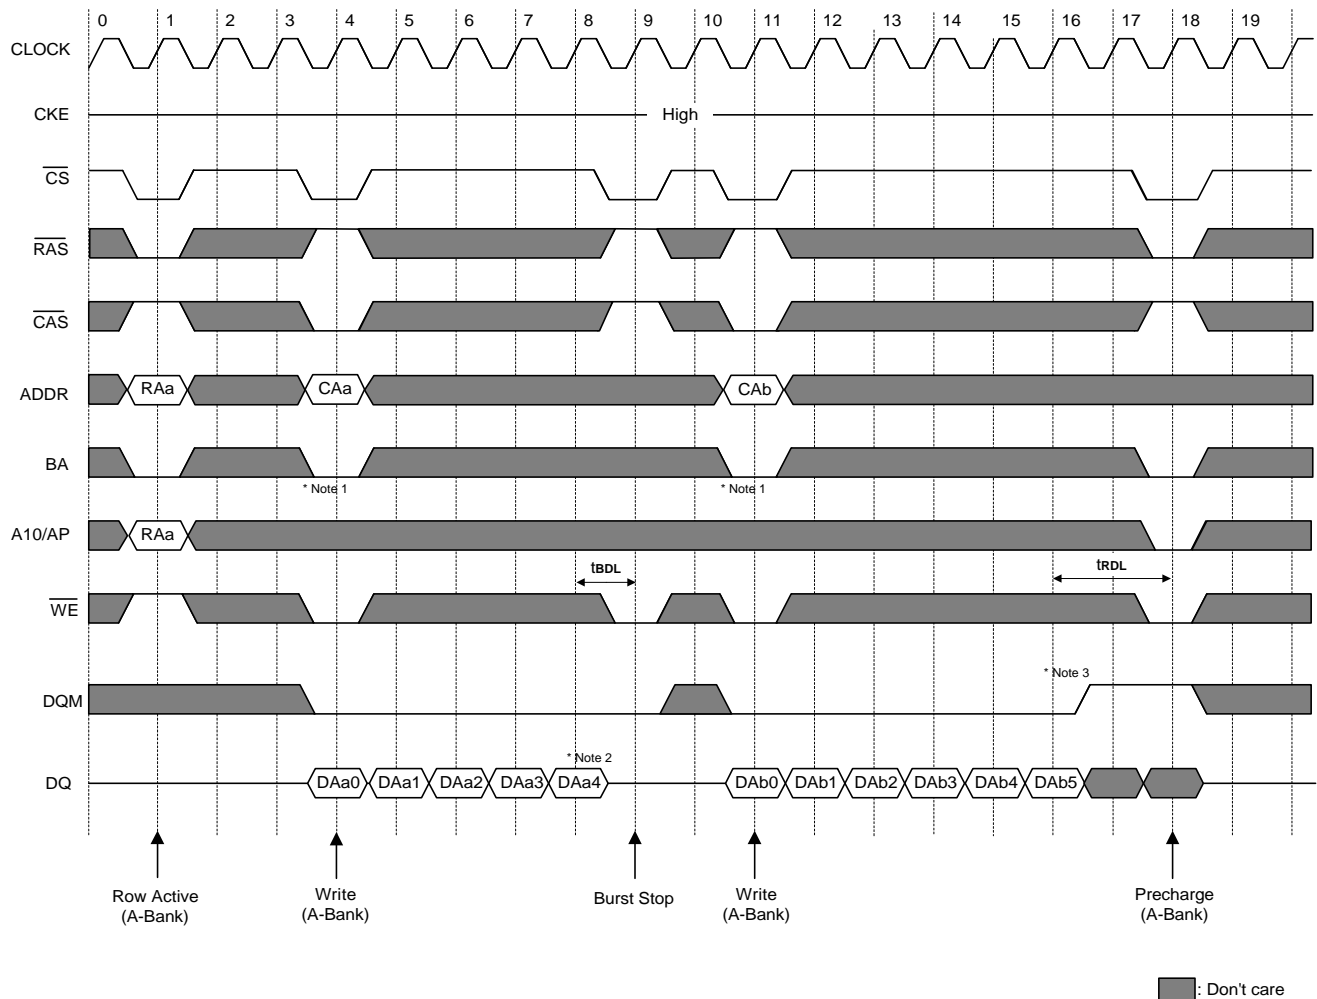 0 1 2 3 4 5 6 7 8 9 10 11 12 13 14 15 16 17 18 19
CLOCK
CKE High
CS
RAS
CAS
ADDR RAa CAa CAb
BA
* Note 1 * Note 1
A10/AP RAa
tBDL tRDL
WE
* Note 3
DQM
* Note 2
DQ DAa0 DAa1 DAa2 DAa3 DAa4 DAb0 DAb1 DAb2 DAb3 DAb4 DAb5
Row Active Write Burst Stop Write Precharge
(A-Bank) (A-Bank) (A-Bank) (A-Bank)
: Don't care